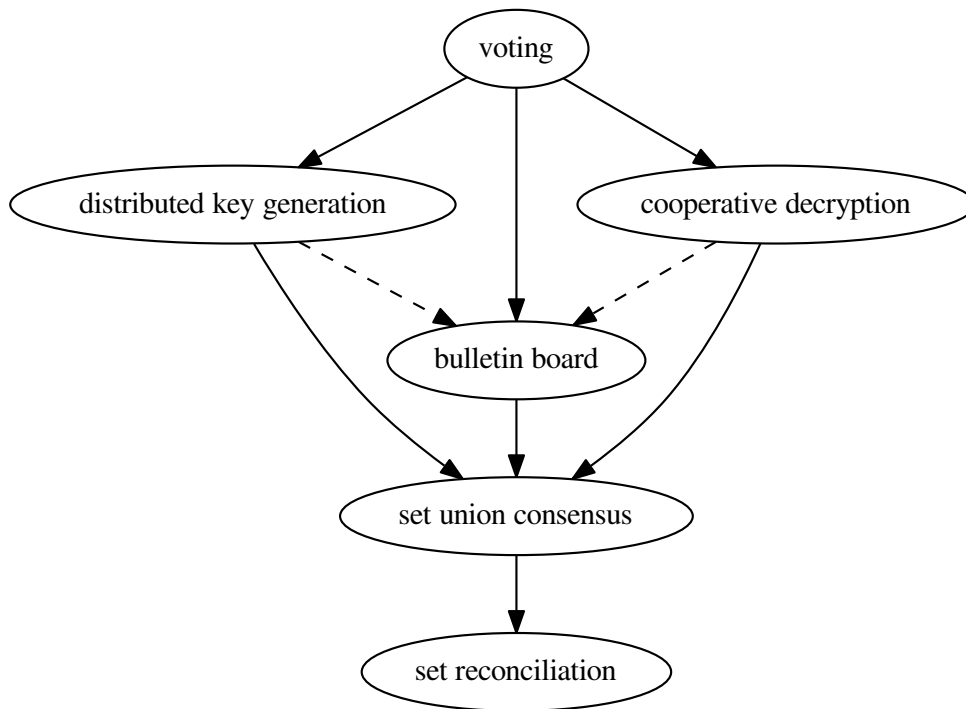 voting
distributed key generation
cooperative decryption
bulletin board
set union consensus
set reconciliation